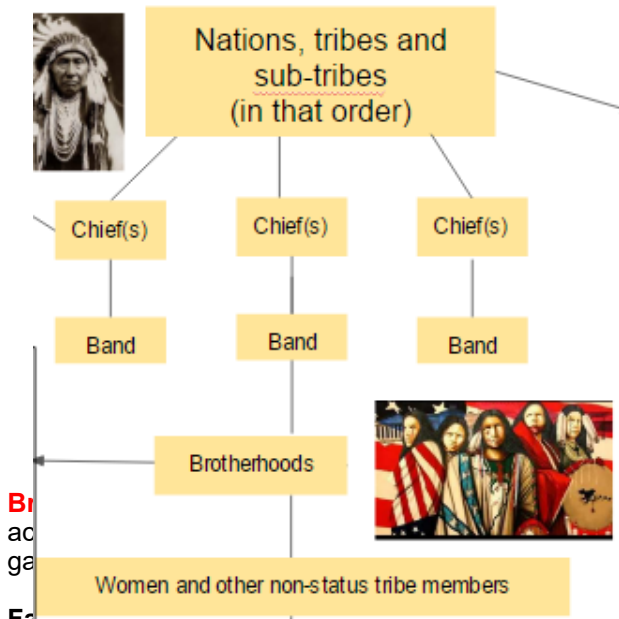 Nations, tribes and
sub-tribes
(in that order)
Chief(s)
Chief(s)
Chief(s)
Band
Band
Band
Brotherhoods
Women and other non-status tribe members